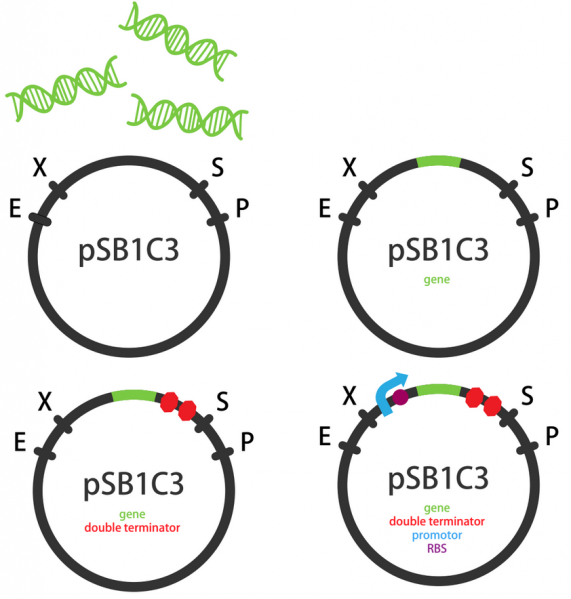 X S
E P
pSB1C3
X S
E P
pSB1C3
gene
X S
E P
pSB1C3
gene
double terminator
X S
E P
pSB1C3
gene
double terminator
promotor
RBS